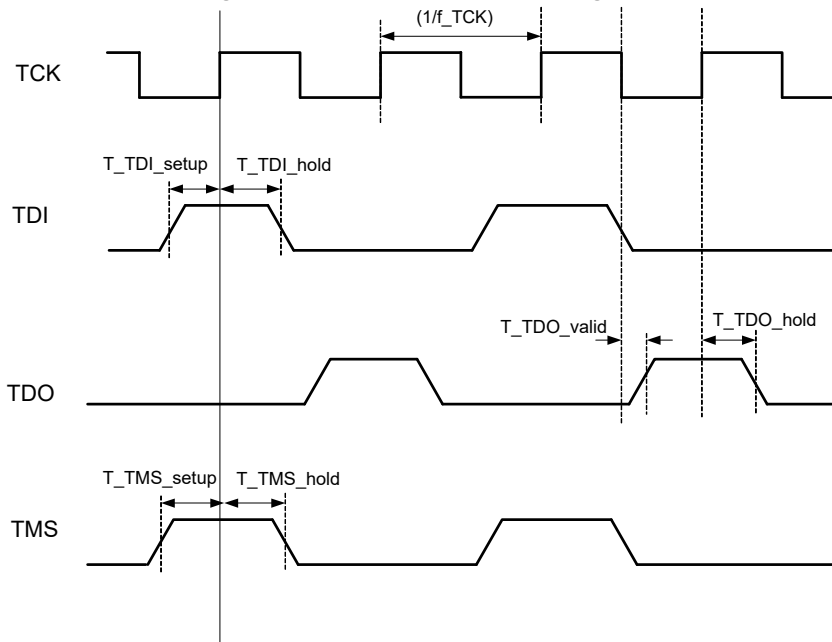 (1/f_TCK)
TCK
T_TDI_setup T_TDI_hold
TDI
T_TDO_valid T_TDO_hold
TDO
T_TMS_setup T_TMS_hold
TMS